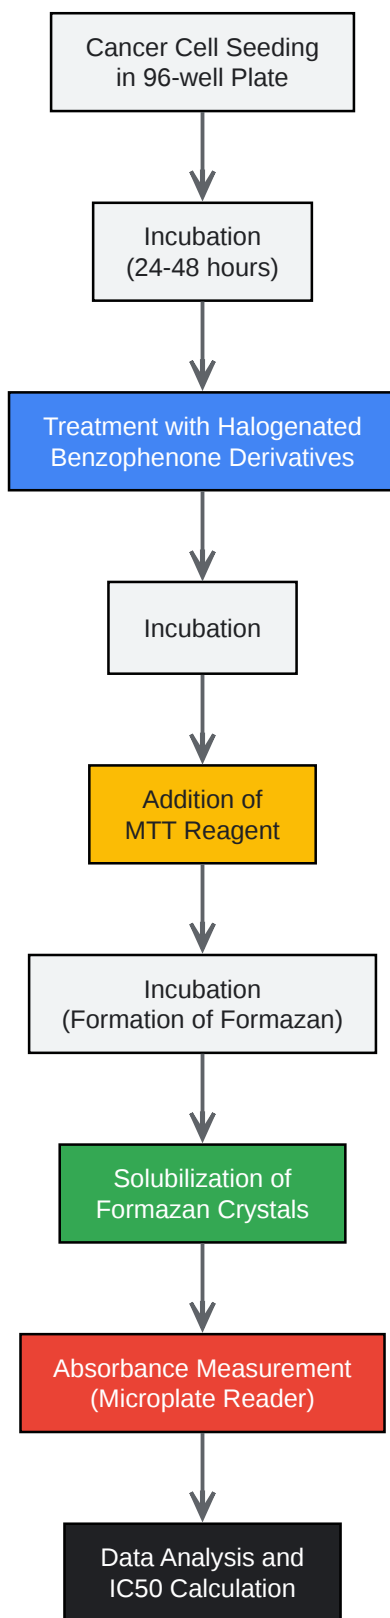 Cancer Cell Seeding
in 96-well Plate
Incubation
(24-48 hours)
Treatment with Halogenated
Benzophenone Derivatives
Incubation
Addition of
MTT Reagent
Incubation
(Formation of Formazan)
Solubilization of
Formazan Crystals
Absorbance Measurement
(Microplate Reader)
Data Analysis and
IC50 Calculation